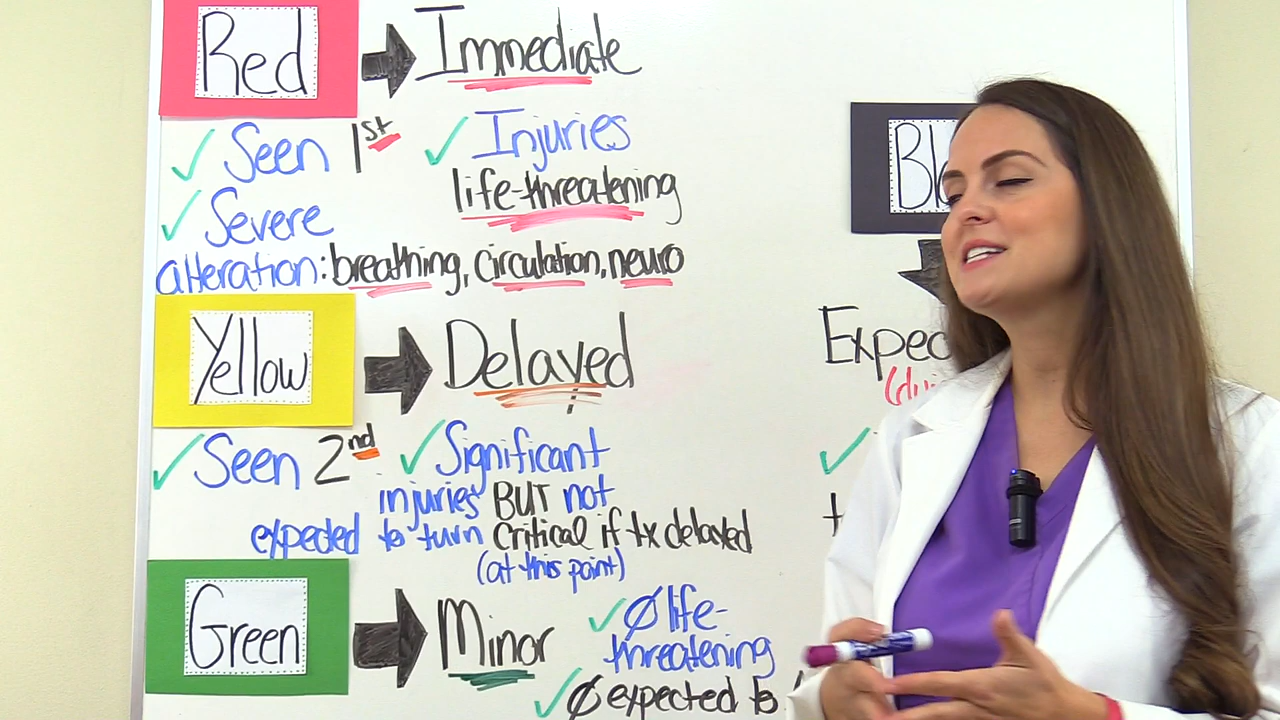 Red
Immediate
✓ Seen 1st
✓ Injuries
life-threatening
✓ Severe
alteration: breathing, circulation, neuro
Yellow
Delayed
✓ Seen 2nd
✓ Significant
injuries BUT not
expected to turn critical if tx delayed
(at this point)
Green
Minor
✓ Ø life-
threatening
✓ Ø expected to